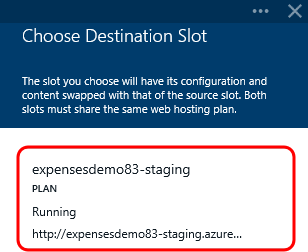 Choose Destination Slot
The slot you choose will have its configuration and
content swapped with that of the source slot. Both
slots must share the same web hosting plan.
expensesdemo83-staging
PLAN
Running
http://expensesdemo83-staging.azure...